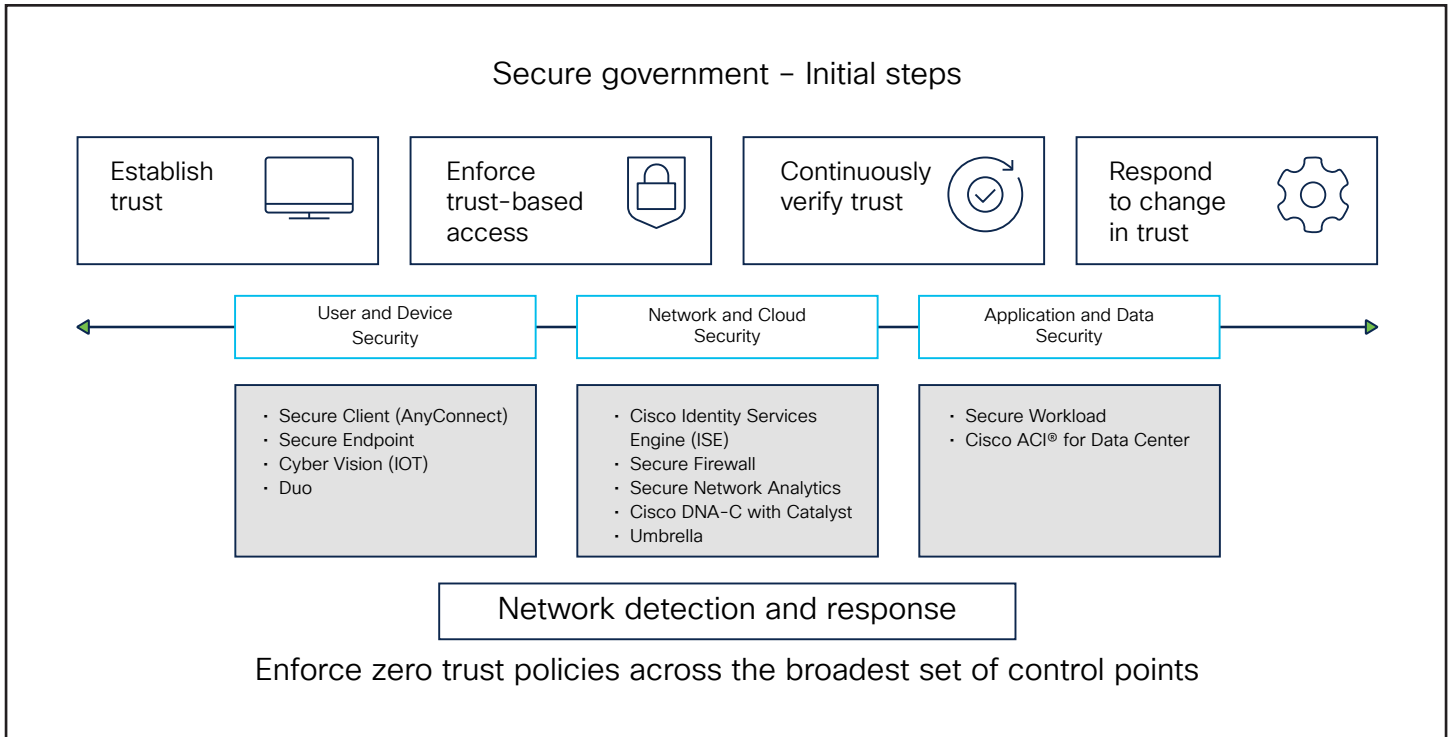 Secure government – Initial steps
Establish
trust
Enforce
trust-based
access
Continuously
verify trust
Respond
to change
in trust
User and Device
Security
Network and Cloud
Security
Application and Data
Security
· Secure Client (AnyConnect)
· Secure Endpoint
· Cyber Vision (IOT)
· Duo
· Cisco Identity Services
Engine (ISE)
· Secure Firewall
· Secure Network Analytics
· Cisco DNA-C with Catalyst
· Umbrella
· Secure Workload
· Cisco ACI® for Data Center
Network detection and response
Enforce zero trust policies across the broadest set of control points